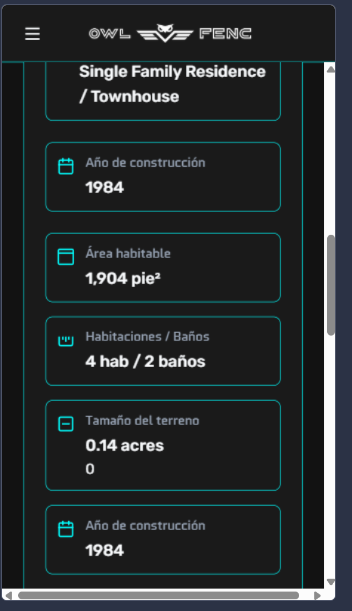 OWL FENC
Single Family Residence
/ Townhouse
Año de construcción
1984
Área habitable
1,904 pie²
Habitaciones / Baños
4 hab / 2 baños
Tamaño del terreno
0.14 acres
0
Año de construcción
1984